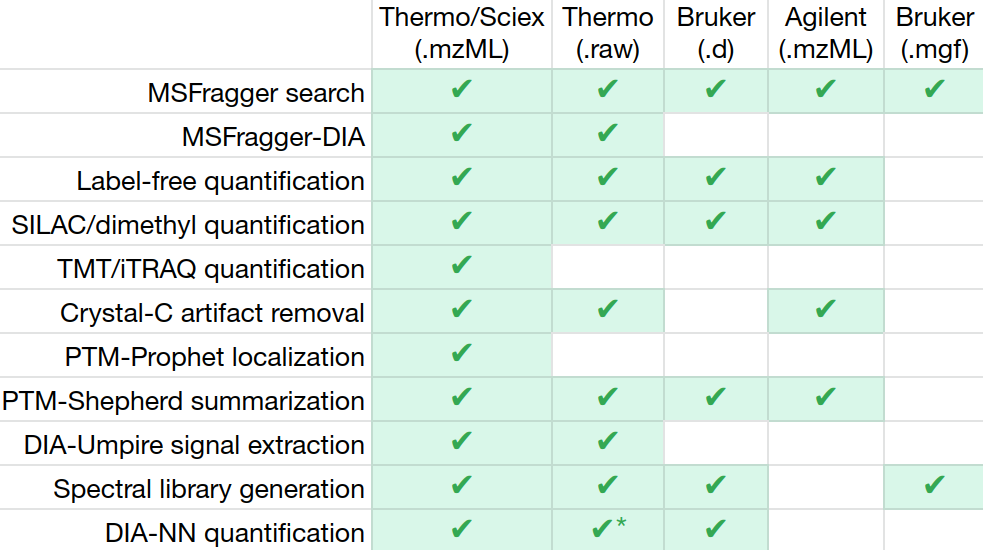 Thermo/Sciex Thermo Bruker Agilent Bruker
(.mzML) (.raw) (.d) (.mzML) (.mgf)
MSFragger search ✔ ✔ ✔ ✔ ✔
MSFragger-DIA ✔ ✔
Label-free quantification ✔ ✔ ✔ ✔
SILAC/dimethyl quantification ✔ ✔ ✔ ✔
TMT/iTRAQ quantification ✔
Crystal-C artifact removal ✔ ✔ ✔
PTM-Prophet localization ✔
PTM-Shepherd summarization ✔ ✔ ✔ ✔
DIA-Umpire signal extraction ✔ ✔
Spectral library generation ✔ ✔ ✔ ✔
DIA-NN quantification ✔ ✔* ✔